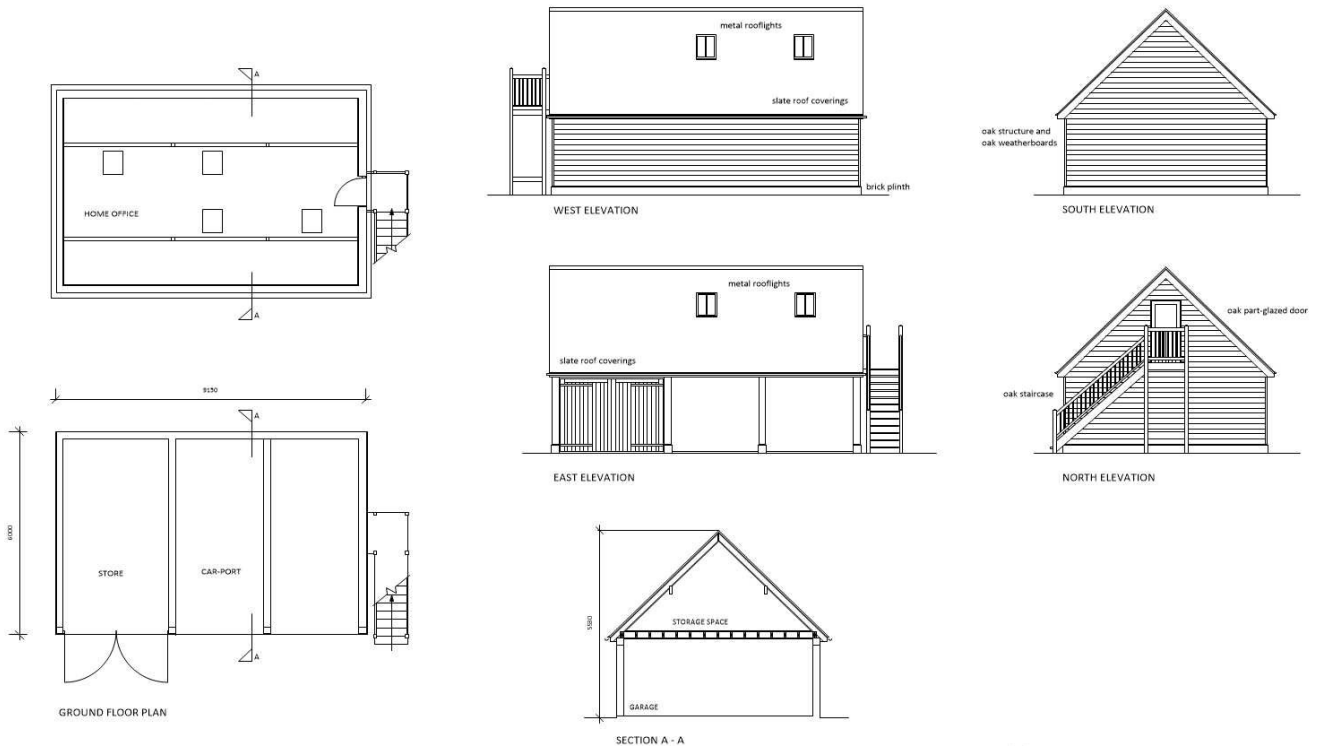 A
HOME OFFICE
A
9150
A
6000
STORE
CAR-PORT
A
GROUND FLOOR PLAN
metal rooflights
slate roof coverings
brick plinth
WEST ELEVATION
oak structure and
oak weatherboards
SOUTH ELEVATION
metal rooflights
slate roof coverings
EAST ELEVATION
oak part-glazed door
oak staircase
NORTH ELEVATION
STORAGE SPACE
GARAGE
SECTION A - A